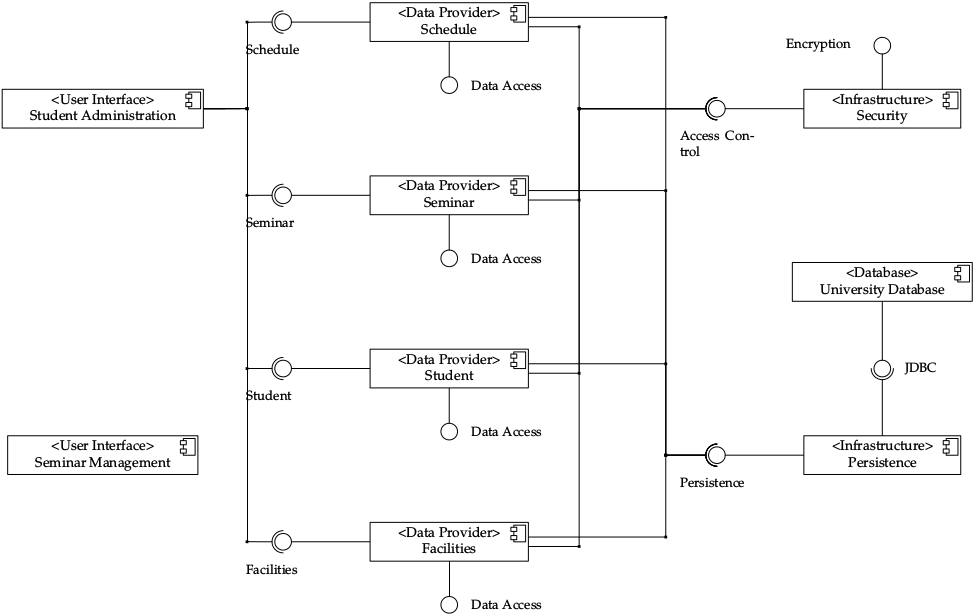 <Data Provider>
Schedule
Schedule
Data Access
Encryption
<User Interface>
Student Administration
<Infrastructure>
Security
Access Con-
trol
<Data Provider>
Seminar
Seminar
Data Access
<Database>
University Database
JDBC
<Data Provider>
Student
Student
Data Access
<User Interface>
Seminar Management
<Infrastructure>
Persistence
Persistence
<Data Provider>
Facilities
Facilities
Data Access